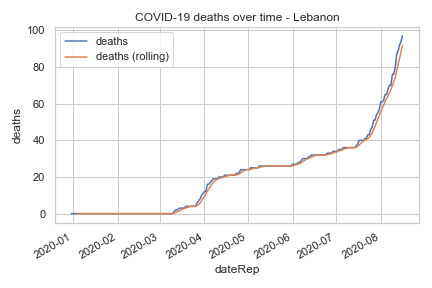 COVID-19 deaths over time - Lebanon
deaths
deaths (rolling)
deaths
100
80
60
40
20
0
2020-01
2020-02
2020-03
2020-04
2020-05
2020-06
2020-07
2020-08
dateRep